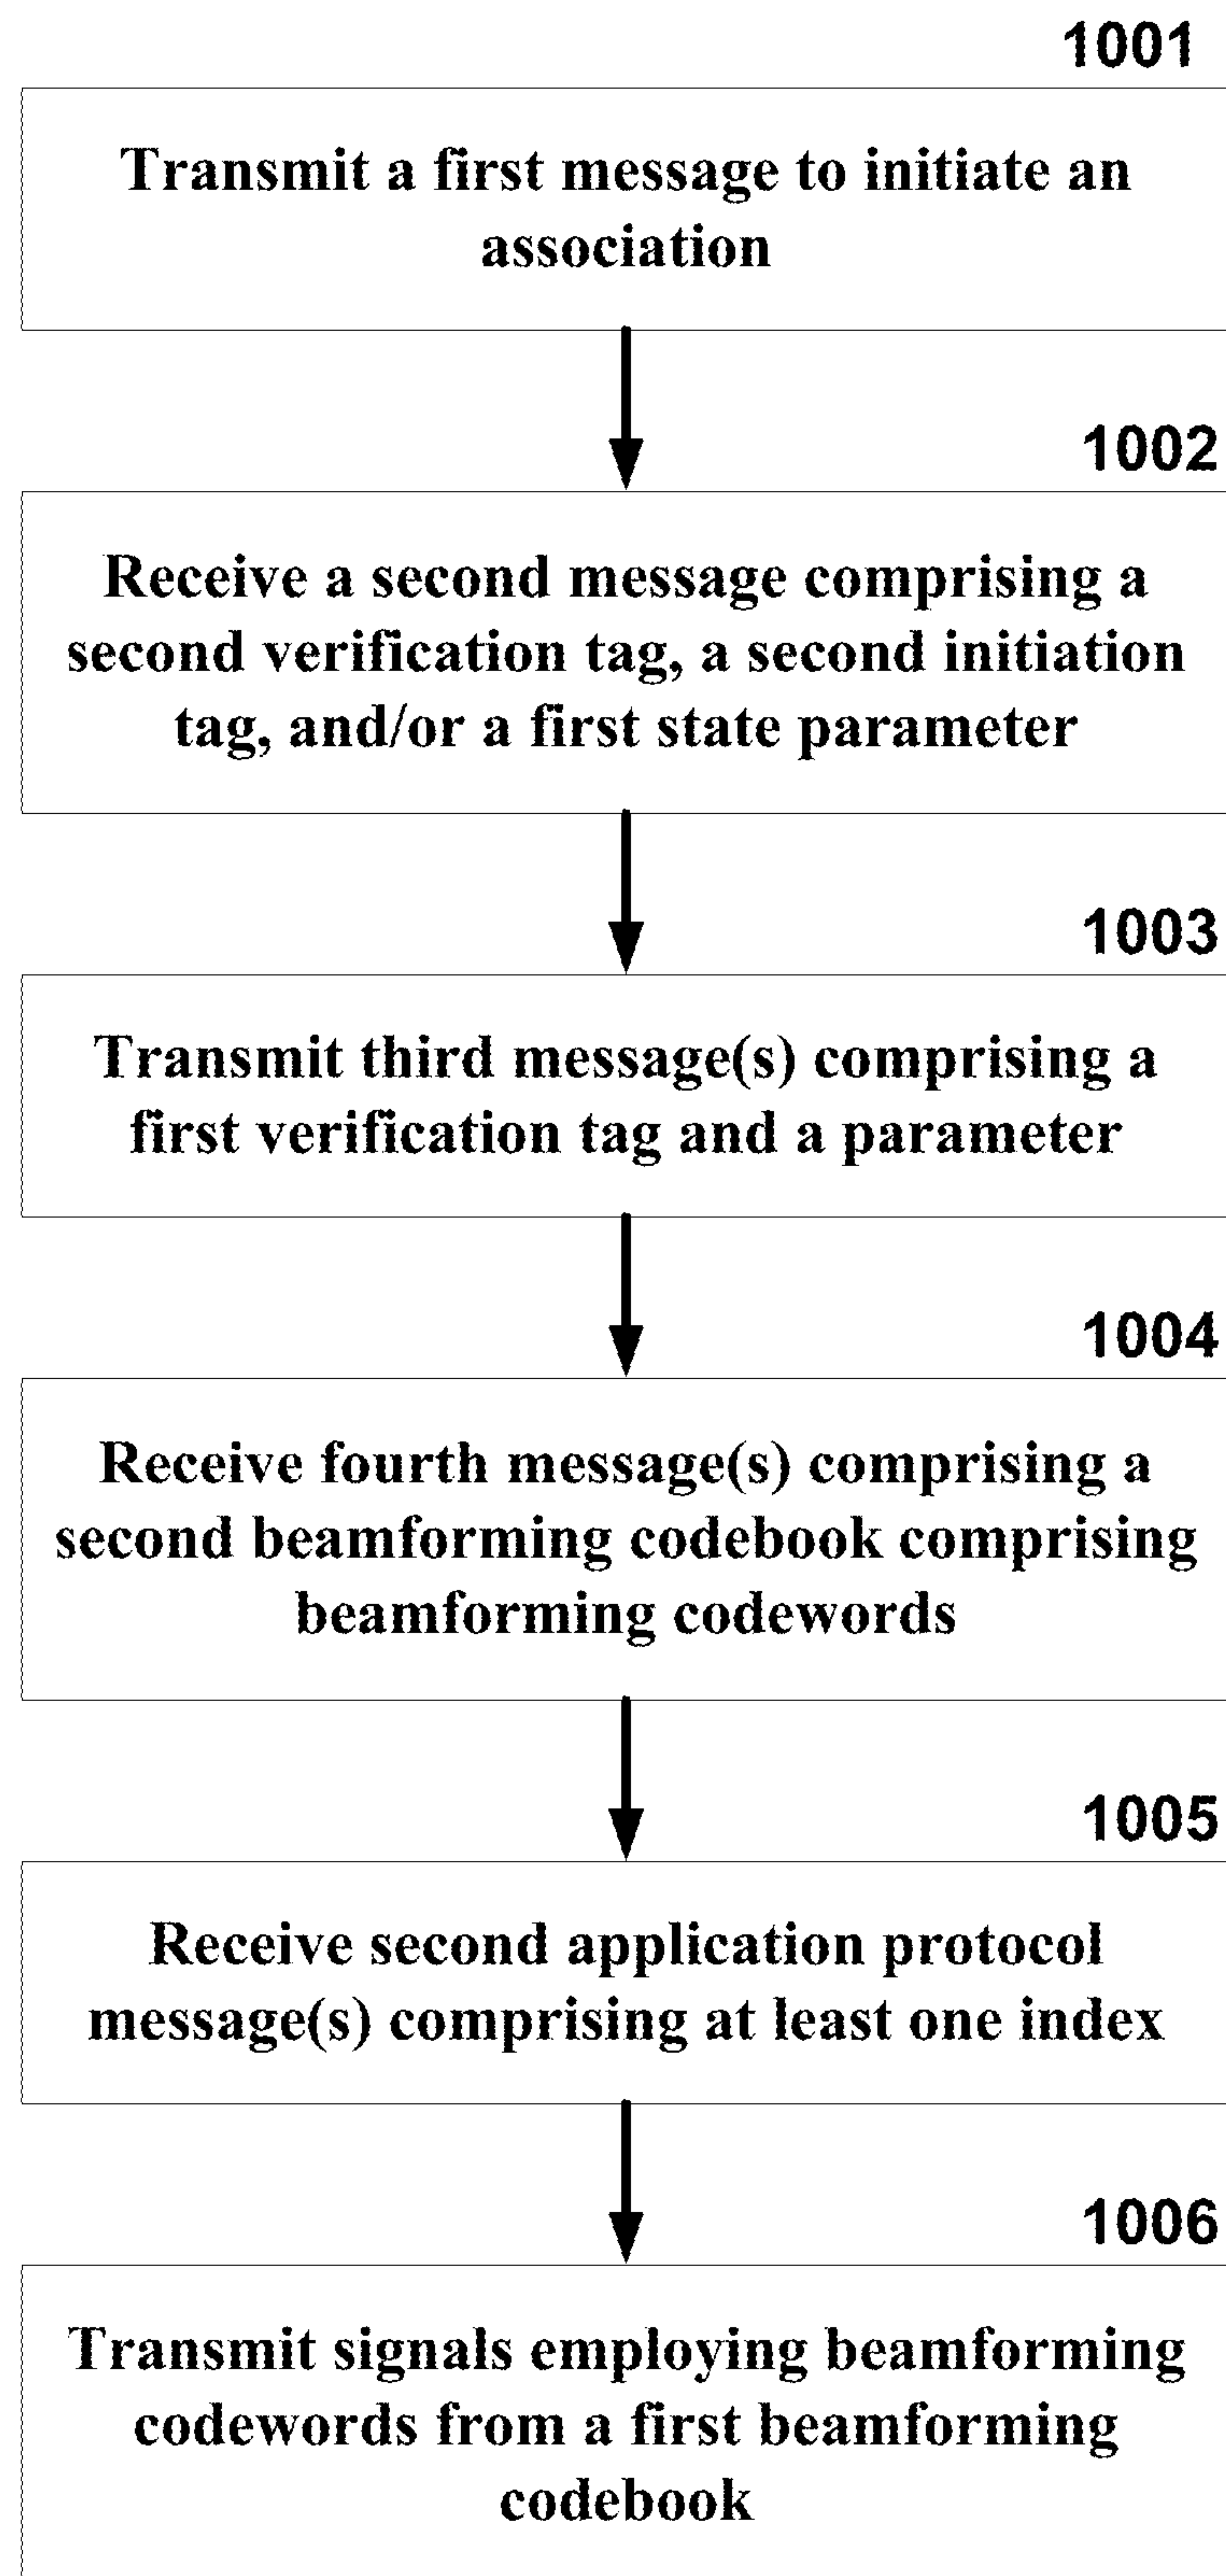 1001
Transmit a first message to initiate an
association
1002
Receive a second message comprising a
second verification tag, a second initiation
tag, and/or a first state parameter
1003
Transmit third message(s) comprising a
first verification tag and a parameter
1004
Receive fourth message(s) comprising a
second beamforming codebook comprising
beamforming codewords
1005
Receive second application protocol
message(s) comprising at least one index
1006
Transmit signals employing beamforming
codewords from a first beamforming
codebook